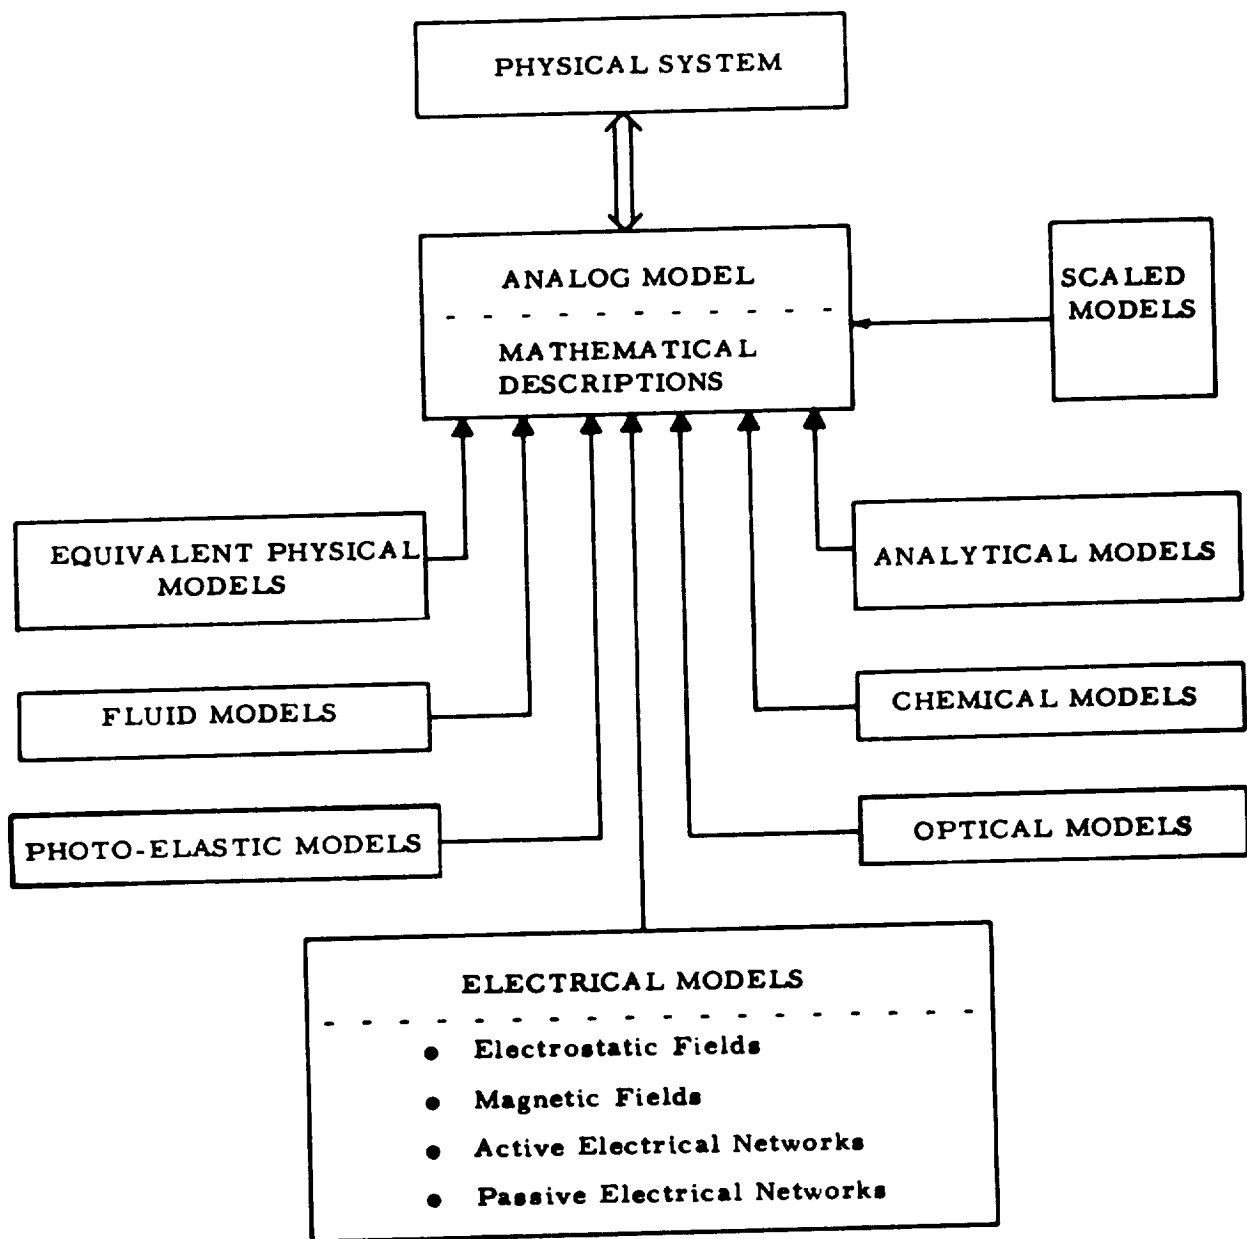 PHYSICAL SYSTEM
ANALOG MODEL
MATHEMATICAL
DESCRIPTIONS
SCALED
MODELS
EQUIVALENT PHYSICAL
MODELS
ANALYTICAL MODELS
FLUID MODELS
CHEMICAL MODELS
PHOTO-ELASTIC MODELS
OPTICAL MODELS
ELECTRICAL MODELS
• Electrostatic Fields
• Magnetic Fields
• Active Electrical Networks
• Passive Electrical Networks